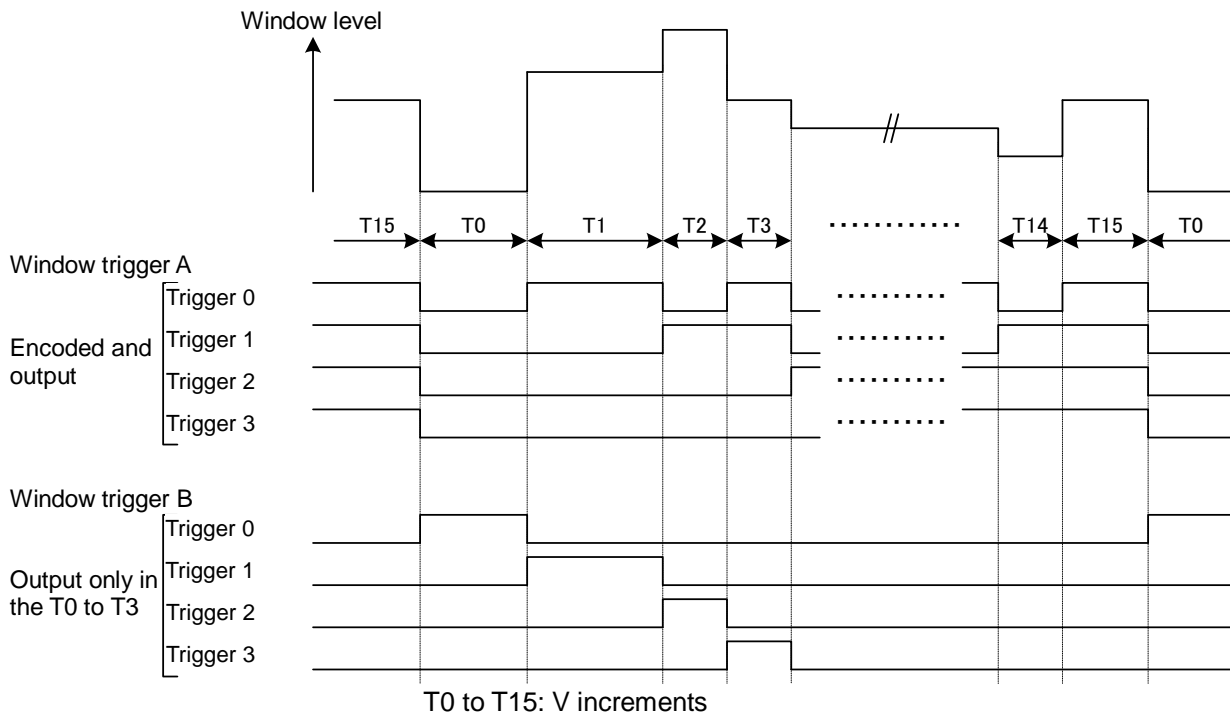 Window level
T15 T0 T1 T2 T3 .............. T14 T15 T0
Window trigger A
Trigger 0
Trigger 1
Trigger 2
Trigger 3
Encoded and
output
Window trigger B
Trigger 0
Trigger 1
Trigger 2
Trigger 3
Output only in
the T0 to T3
T0 to T15: V increments